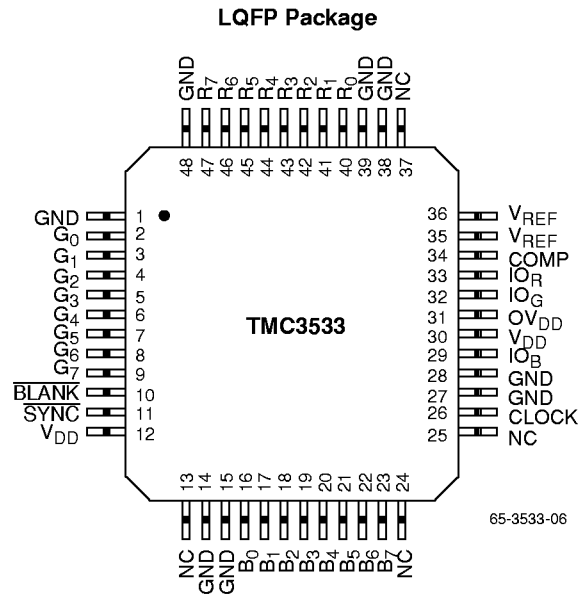 LQFP Package
GND R7 R6 R5 R4 R3 R2 R1 R0 GND GND NC
48 47 46 45 44 43 42 41 40 39 38 37
GND 1 36 VREF
G0 2 35 VREF
G1 3 34 COMP
G2 4 33 IOR
G3 5 32 IOG
G4 6 31 OVDD
G5 7 30 VDD
G6 8 29 IOB
G7 9 28 GND
BLANK 10 27 GND
SYNC 11 26 CLOCK
VDD 12 25 NC
TMC3533
13 14 15 16 17 18 19 20 21 22 23 24
NC GND GND B0 B1 B2 B3 B4 B5 B6 B7 NC
65-3533-06